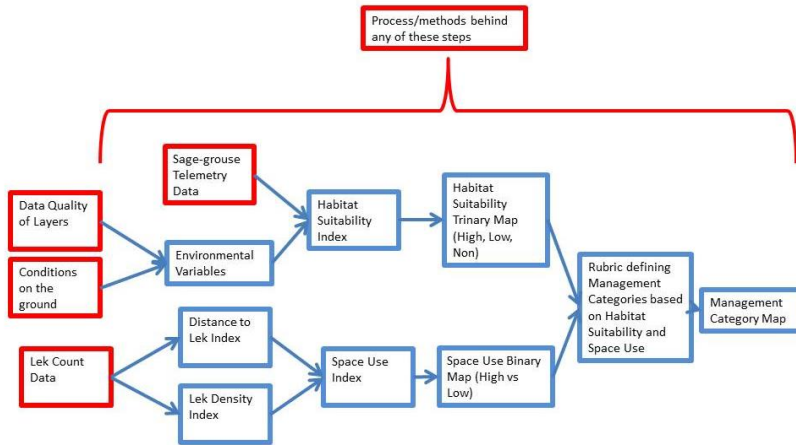 Process/methods behind
any of these steps
Sage-grouse
Telemetry
Data
Data Quality
of Layers
Habitat
Suitability
Index
Habitat
Suitability
Trinary Map
(High, Low,
Non)
Environmental
Variables
Conditions
on the
ground
Rubric defining
Management
Categories based
on Habitat
Suitability and
Space Use
Management
Category Map
Distance to
Lek Index
Lek Count
Data
Space Use
Index
Space Use Binary
Map (High vs
Low)
Lek Density
Index